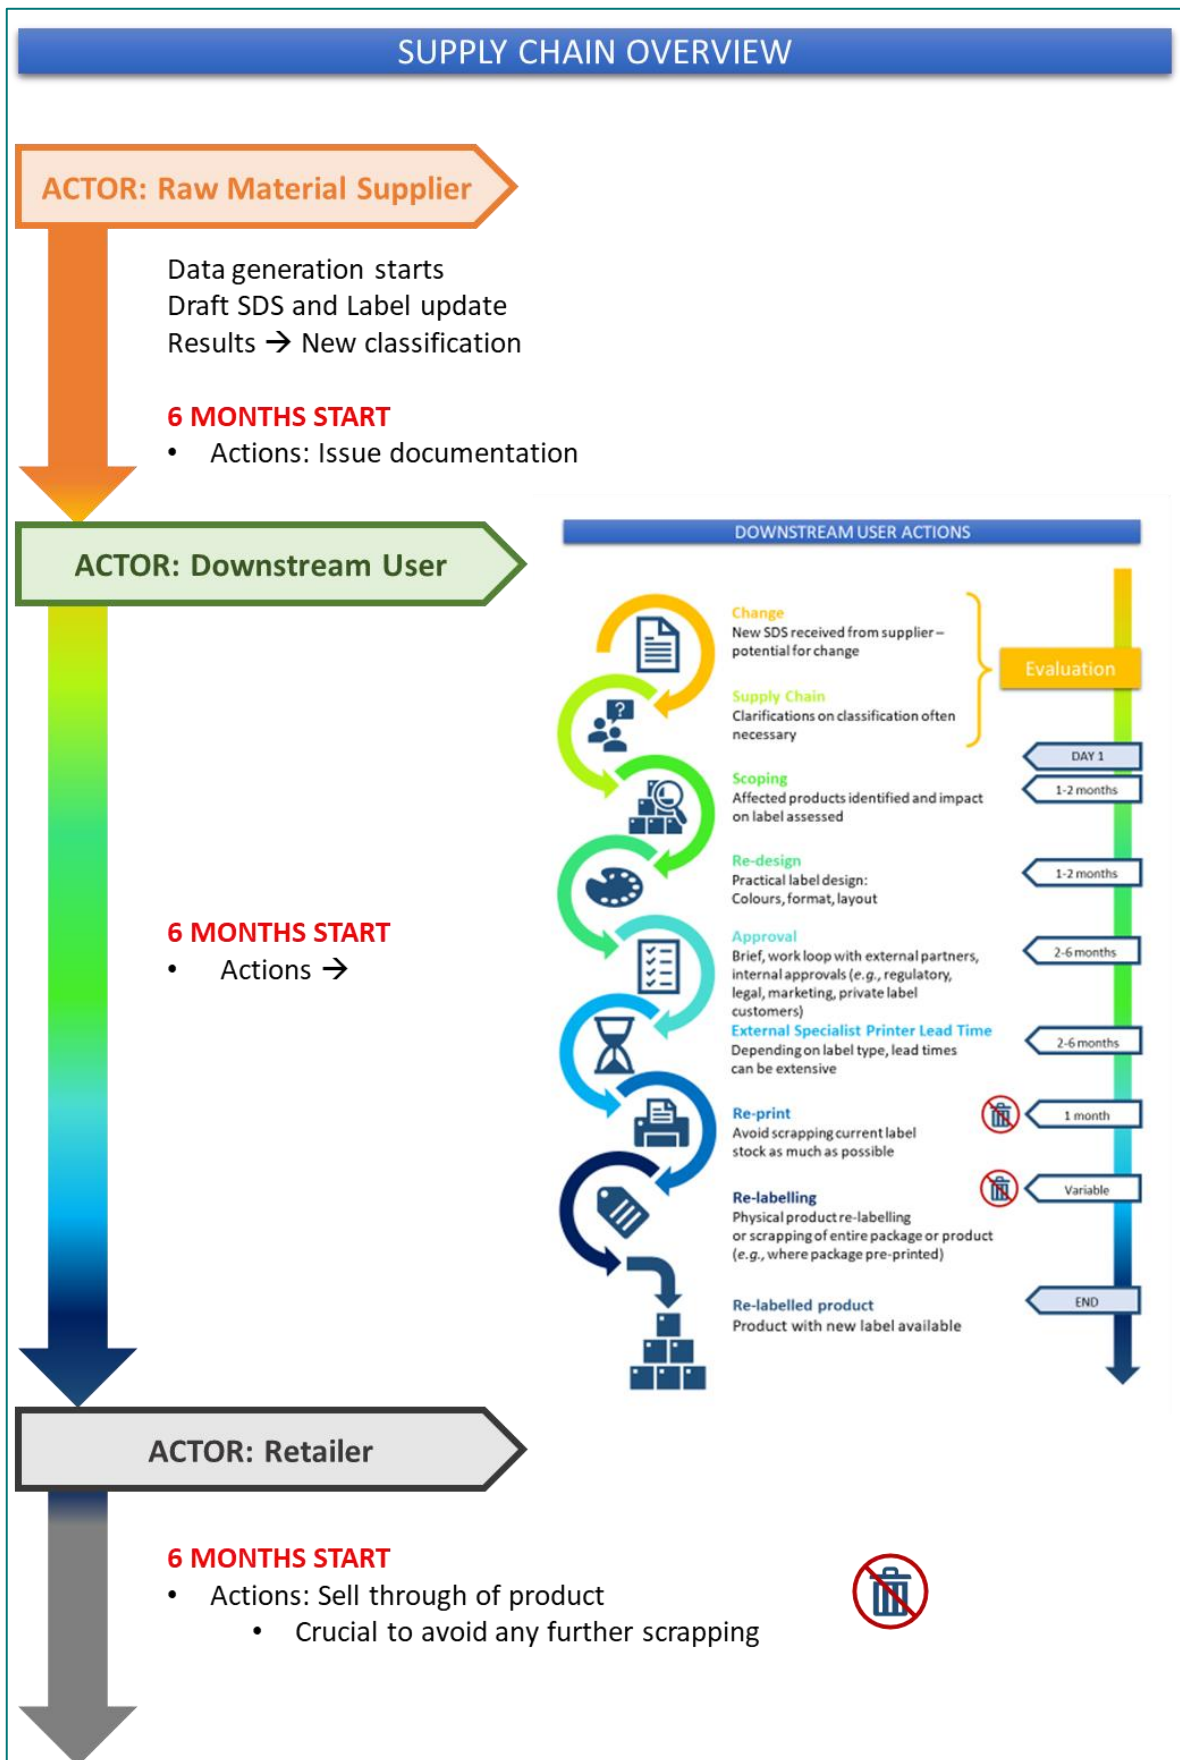 SUPPLY CHAIN OVERVIEW
ACTOR: Raw Material Supplier
Data generation starts
Draft SDS and Label update
Results → New classification
6 MONTHS START
• Actions: Issue documentation
ACTOR: Downstream User
6 MONTHS START
• Actions →
DOWNSTREAM USER ACTIONS
Change
New SDS received from supplier –
potential for change
Evaluation
Supply Chain
Clarifications on classification often
necessary
DAY 1
Scoping
Affected products identified and impact
on label assessed
1-2 months
Re-design
Practical label design:
Colours, format, layout
1-2 months
Approval
Brief, work loop with external partners,
internal approvals (e.g., regulatory,
legal, marketing, private label
customers)
2-6 months
External Specialist Printer Lead Time
Depending on label type, lead times
can be extensive
2-6 months
Re-print
Avoid scrapping current label
stock as much as possible
1 month
Re-labelling
Physical product re-labelling
or scrapping of entire package or product
(e.g., where package pre-printed)
Variable
Re-labelled product
Product with new label available
END
ACTOR: Retailer
6 MONTHS START
• Actions: Sell through of product
• Crucial to avoid any further scrapping